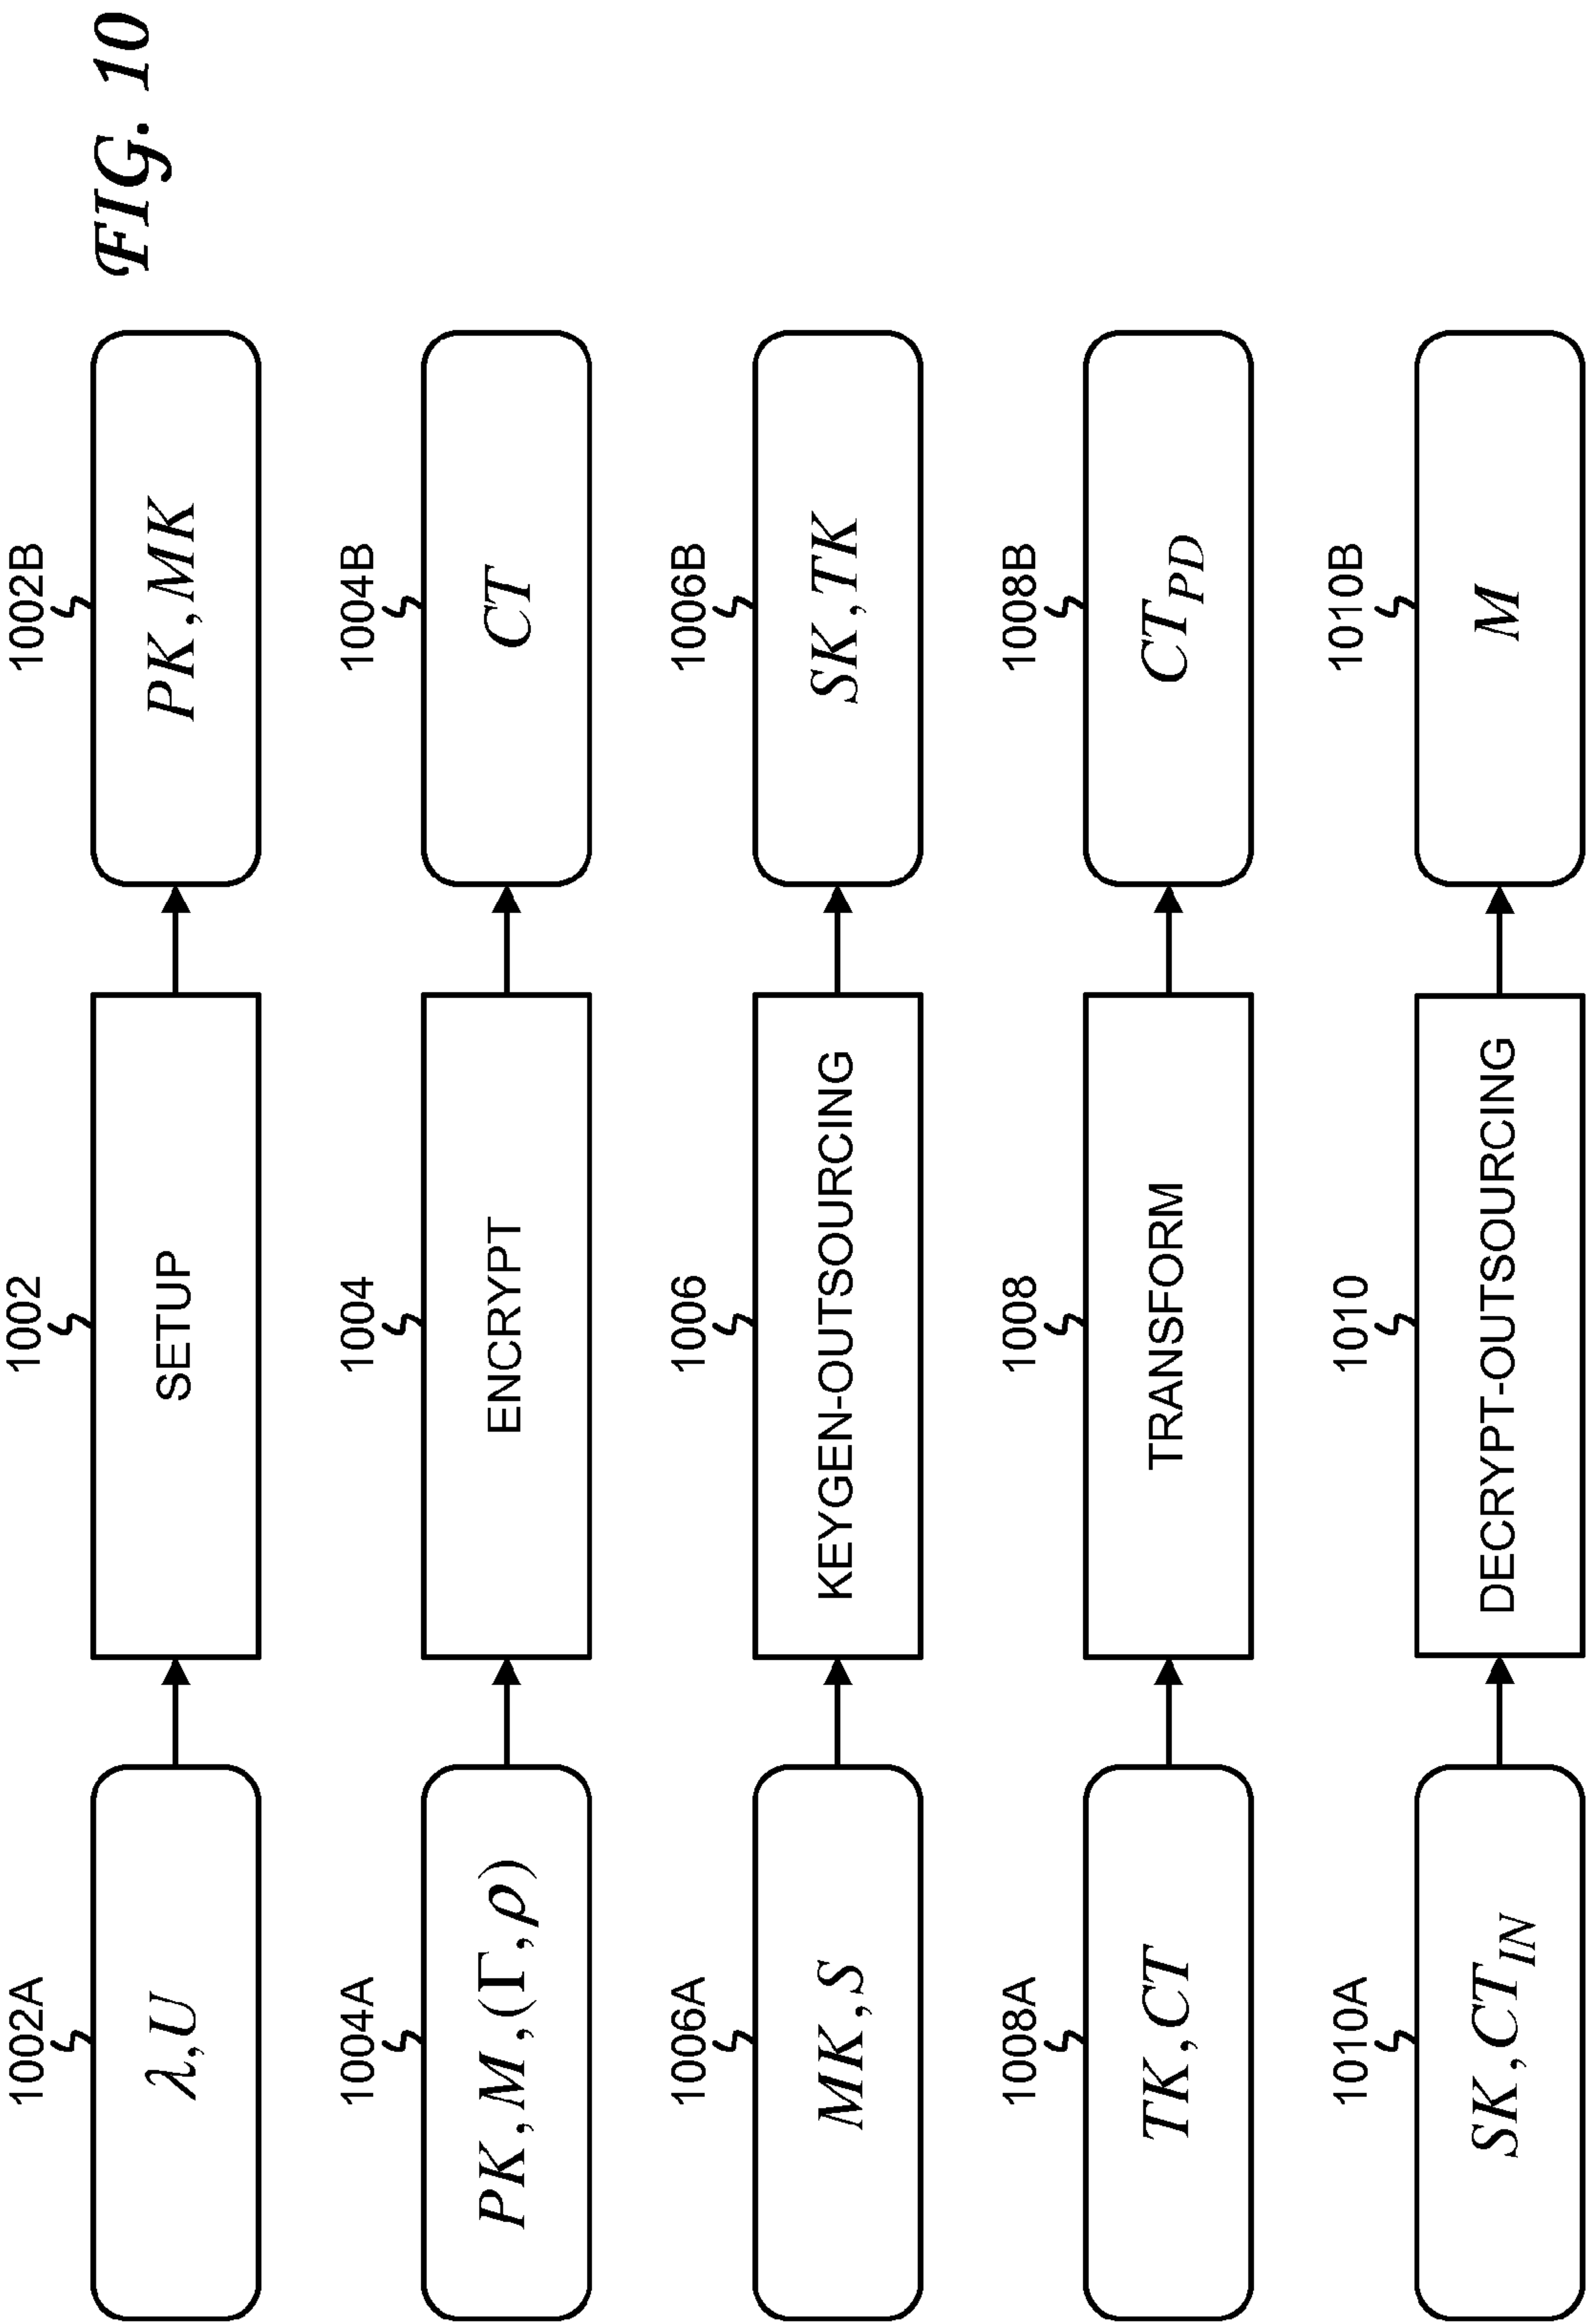 FIG. 10
1002A
λ,U
1002
SETUP
1002B
PK,MK
1004A
PK,M,(Γ,ρ)
1004
ENCRYPT
1004B
CT
1006A
MK,S
1006
KEYGEN-OUTSOURCING
1006B
SK,TK
1008A
TK,CT
1008
TRANSFORM
1008B
CT_PD
1010A
SK,CT_IN
1010
DECRYPT-OUTSOURCING
1010B
M